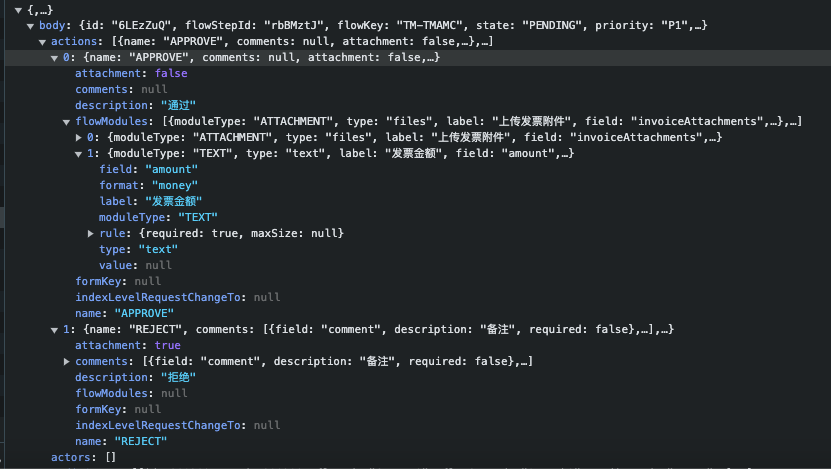 ▼ {,…}
▼ body: {id: "6LEzZuQ", flowStepId: "rbBMztJ", flowKey: "TM-TMAMC", state: "PENDING", priority: "P1",…}
▼ actions: [{name: "APPROVE", comments: null, attachment: false,…},…]
▼ 0: {name: "APPROVE", comments: null, attachment: false,…}
attachment: false
comments: null
description: "通过"
▼ flowModules: [{moduleType: "ATTACHMENT", type: "files", label: "上传发票附件", field: "invoiceAttachments",…},…]
▶ 0: {moduleType: "ATTACHMENT", type: "files", label: "上传发票附件", field: "invoiceAttachments",…}
▼ 1: {moduleType: "TEXT", type: "text", label: "发票金额", field: "amount",…}
field: "amount"
format: "money"
label: "发票金额"
moduleType: "TEXT"
▶ rule: {required: true, maxSize: null}
type: "text"
value: null
formKey: null
indexLevelRequestChangeTo: null
name: "APPROVE"
▼ 1: {name: "REJECT", comments: [{field: "comment", description: "备注", required: false},…],…}
attachment: true
▶ comments: [{field: "comment", description: "备注", required: false},…]
description: "拒绝"
flowModules: null
formKey: null
indexLevelRequestChangeTo: null
name: "REJECT"
actors: []